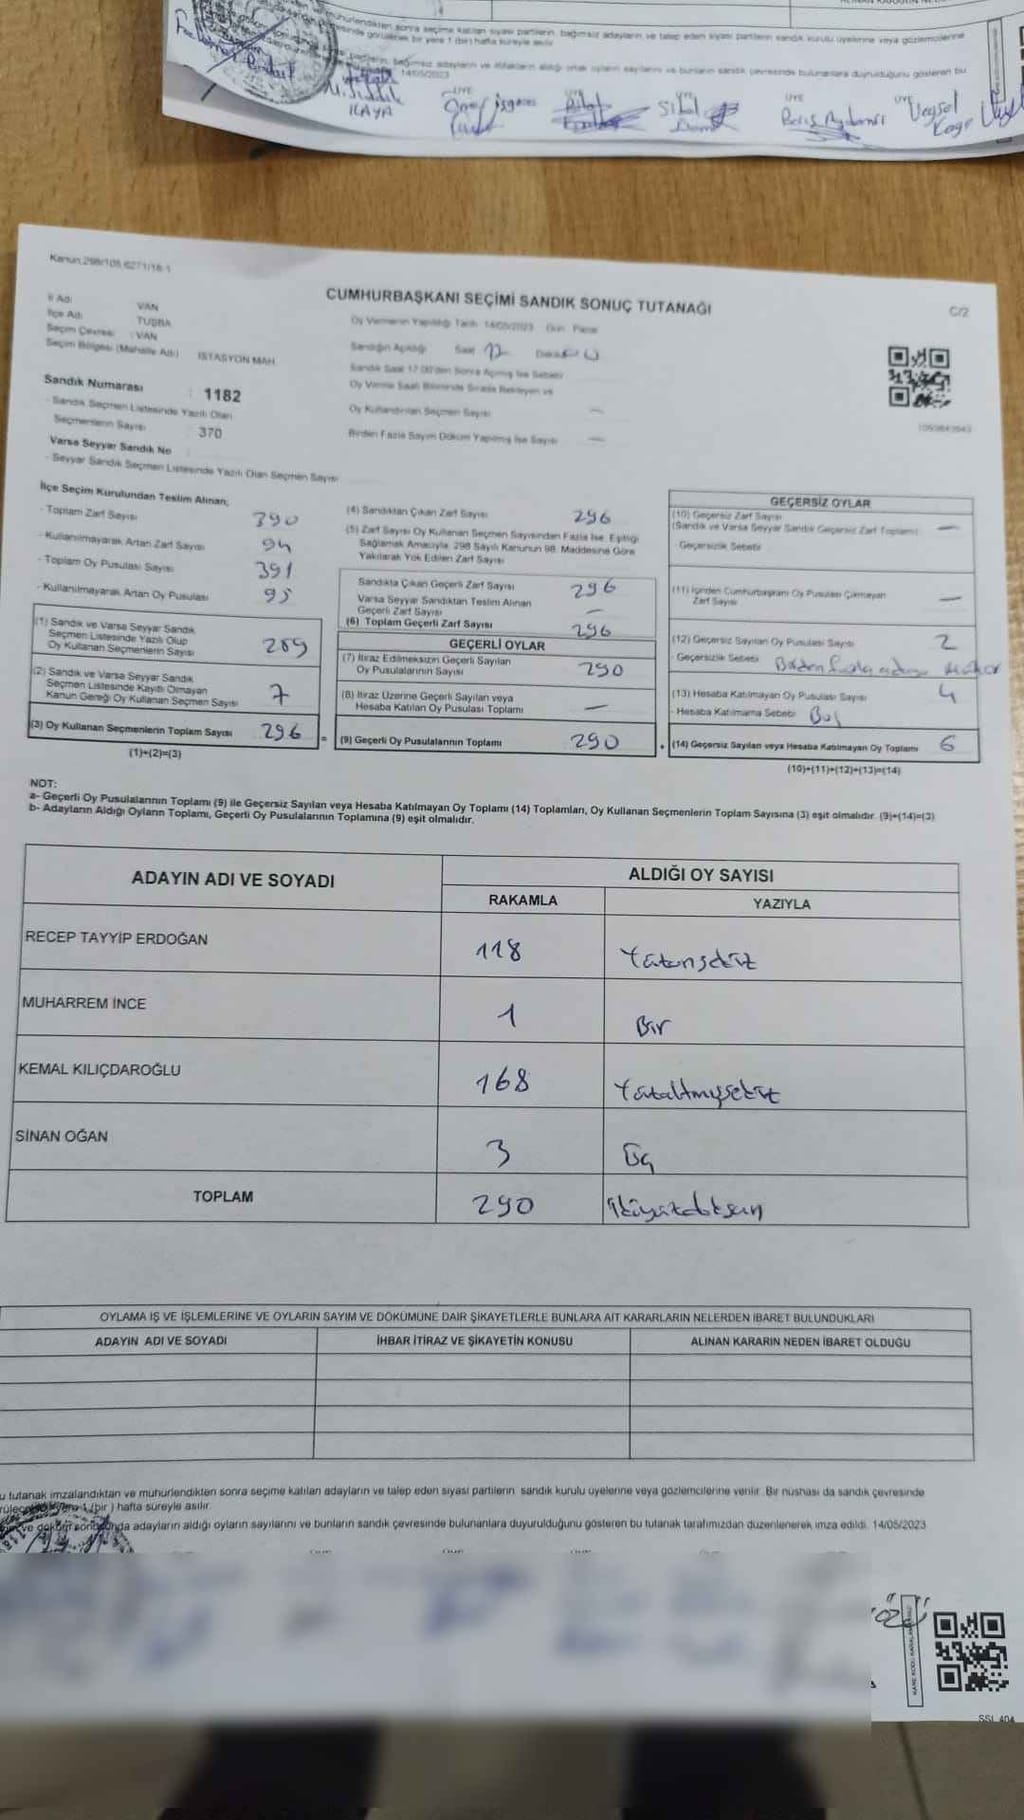 14/05/2023
KAYA
ÜYE
Veysel
Kanun.298/105,6271/16-1
CUMHURBAŞKANI SEÇİMİ SANDIK SONUÇ TUTANAĞI
C/2
İl Adı VAN
İlçe Adı TUŞBA
Seçim Çevresi : VAN
Seçim Bölgesi (Mahalle Adı) İSTASYON MAH.
Oy Vermenin Yapıldığı Tarih 14/05/2023 Gün Pazar
Sandığın Açıldığı Saat 17 Dakika
Sandık Saat 17.00'den Sonra Açılmış İse Sebebi
Oy Verme Saati Bitiminde Sırada Bekleyen ve
Oy Kullandırılan Seçmen Sayısı —
Birden Fazla Sayım Döküm Yapılmış İse Sayısı —
Sandık Numarası : 1182
- Sandık Seçmen Listesinde Yazılı Olan
Seçmenlerin Sayısı : 370
Varsa Seyyar Sandık No
- Seyyar Sandık Seçmen Listesinde Yazılı Olan Seçmen Sayısı
İlçe Seçim Kurulundan Teslim Alınan;
- Toplam Zarf Sayısı 390
- Kullanılmayarak Artan Zarf Sayısı 94
- Toplam Oy Pusulası Sayısı 391
- Kullanılmayarak Artan Oy Pusulası 95
(1) Sandık ve Varsa Seyyar Sandık
Seçmen Listesinde Yazılı Olup
Oy Kullanan Seçmenlerin Sayısı 289
(2) Sandık ve Varsa Seyyar Sandık
Seçmen Listesinde Kayıtlı Olmayan
Kanun Gereği Oy Kullanan Seçmen Sayısı 7
(3) Oy Kullanan Seçmenlerin Toplam Sayısı 296
(1)+(2)=(3)
(4) Sandıktan Çıkan Zarf Sayısı 296
(5) Zarf Sayısı Oy Kullanan Seçmen Sayısından Fazla İse, Eşitliği
Sağlamak Amacıyla, 298 Sayılı Kanunun 98. Maddesine Göre
Yakılarak Yok Edilen Zarf Sayısı
Sandıkta Çıkan Geçerli Zarf Sayısı 296
Varsa Seyyar Sandıktan Teslim Alınan
Geçerli Zarf Sayısı —
(6) Toplam Geçerli Zarf Sayısı 296
GEÇERLİ OYLAR
(7) İtiraz Edilmeksizin Geçerli Sayılan
Oy Pusulalarının Sayısı 290
(8) İtiraz Üzerine Geçerli Sayılan veya
Hesaba Katılan Oy Pusulası Toplamı —
= (9) Geçerli Oy Pusulalarının Toplamı 290
GEÇERSİZ OYLAR
(10) Geçersiz Zarf Sayısı
(Sandık ve Varsa Seyyar Sandık Geçersiz Zarf Toplamı) —
- Geçersizlik Sebebi
(11) İçinden Cumhurbaşkanı Oy Pusulası Çıkmayan
Zarf Sayısı —
(12) Geçersiz Sayılan Oy Pusulası Sayısı 2
- Geçersizlik Sebebi Birden fazla adaya mühür
(13) Hesaba Katılmayan Oy Pusulası Sayısı 4
- Hesaba Katılmama Sebebi Boş
+ (14) Geçersiz Sayılan veya Hesaba Katılmayan Oy Toplamı 6
(10)+(11)+(12)+(13)=(14)
NOT:
a- Geçerli Oy Pusulalarının Toplamı (9) ile Geçersiz Sayılan veya Hesaba Katılmayan Oy Toplamı (14) Toplamları, Oy Kullanan Seçmenlerin Toplam Sayısına (3) eşit olmalıdır. (9)+(14)=(3)
b- Adayların Aldığı Oyların Toplamı, Geçerli Oy Pusulalarının Toplamına (9) eşit olmalıdır.
ADAYIN ADI VE SOYADI
ALDIĞI OY SAYISI
RAKAMLA YAZIYLA
RECEP TAYYİP ERDOĞAN 118 Yüzonsekiz
MUHARREM İNCE 1 Bir
KEMAL KILIÇDAROĞLU 168 Yüzaltmışsekiz
SİNAN OĞAN 3 Üç
TOPLAM 290 İkiyüzdoksan
OYLAMA İŞ VE İŞLEMLERİNE VE OYLARIN SAYIM VE DÖKÜMÜNE DAİR ŞİKAYETLERLE BUNLARA AİT KARARLARIN NELERDEN İBARET BULUNDUKLARI
ADAYIN ADI VE SOYADI İHBAR İTİRAZ VE ŞİKAYETİN KONUSU ALINAN KARARIN NEDEN İBARET OLDUĞU
u tutanak imzalandıktan ve mühürlendikten sonra seçime katılan adayların ve talep eden siyasi partilerin sandık kurulu üyelerine veya gözlemcilerine verilir. Bir nüshası da sandık çevresinde
1 (bir) hafta süreyle asılır.
adayların aldığı oyların sayılarını ve bunların sandık çevresinde bulunanlara duyurulduğunu gösteren bu tutanak tarafımızdan düzenlenerek imza edildi. 14/05/2023
SSI 404